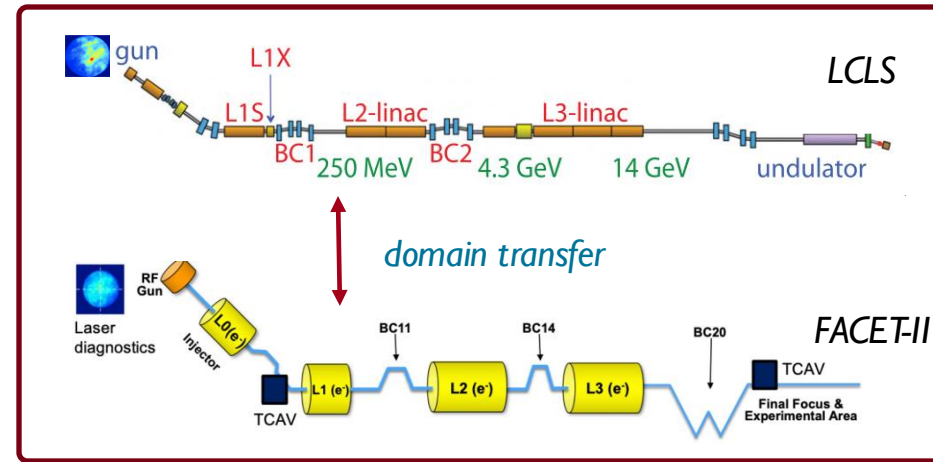 gun
L1X
LCLS
L1S
L2-linac
L3-linac
BC1
BC2
250 MeV
4.3 GeV
14 GeV
undulator
domain transfer
RF
Gun
Laser
diagnostics
L0(e-)
Injector
TCAV
L1 (e-)
BC11
L2 (e-)
BC14
L3 (e-)
BC20
FACET-II
TCAV
Final Focus &
Experimental Area